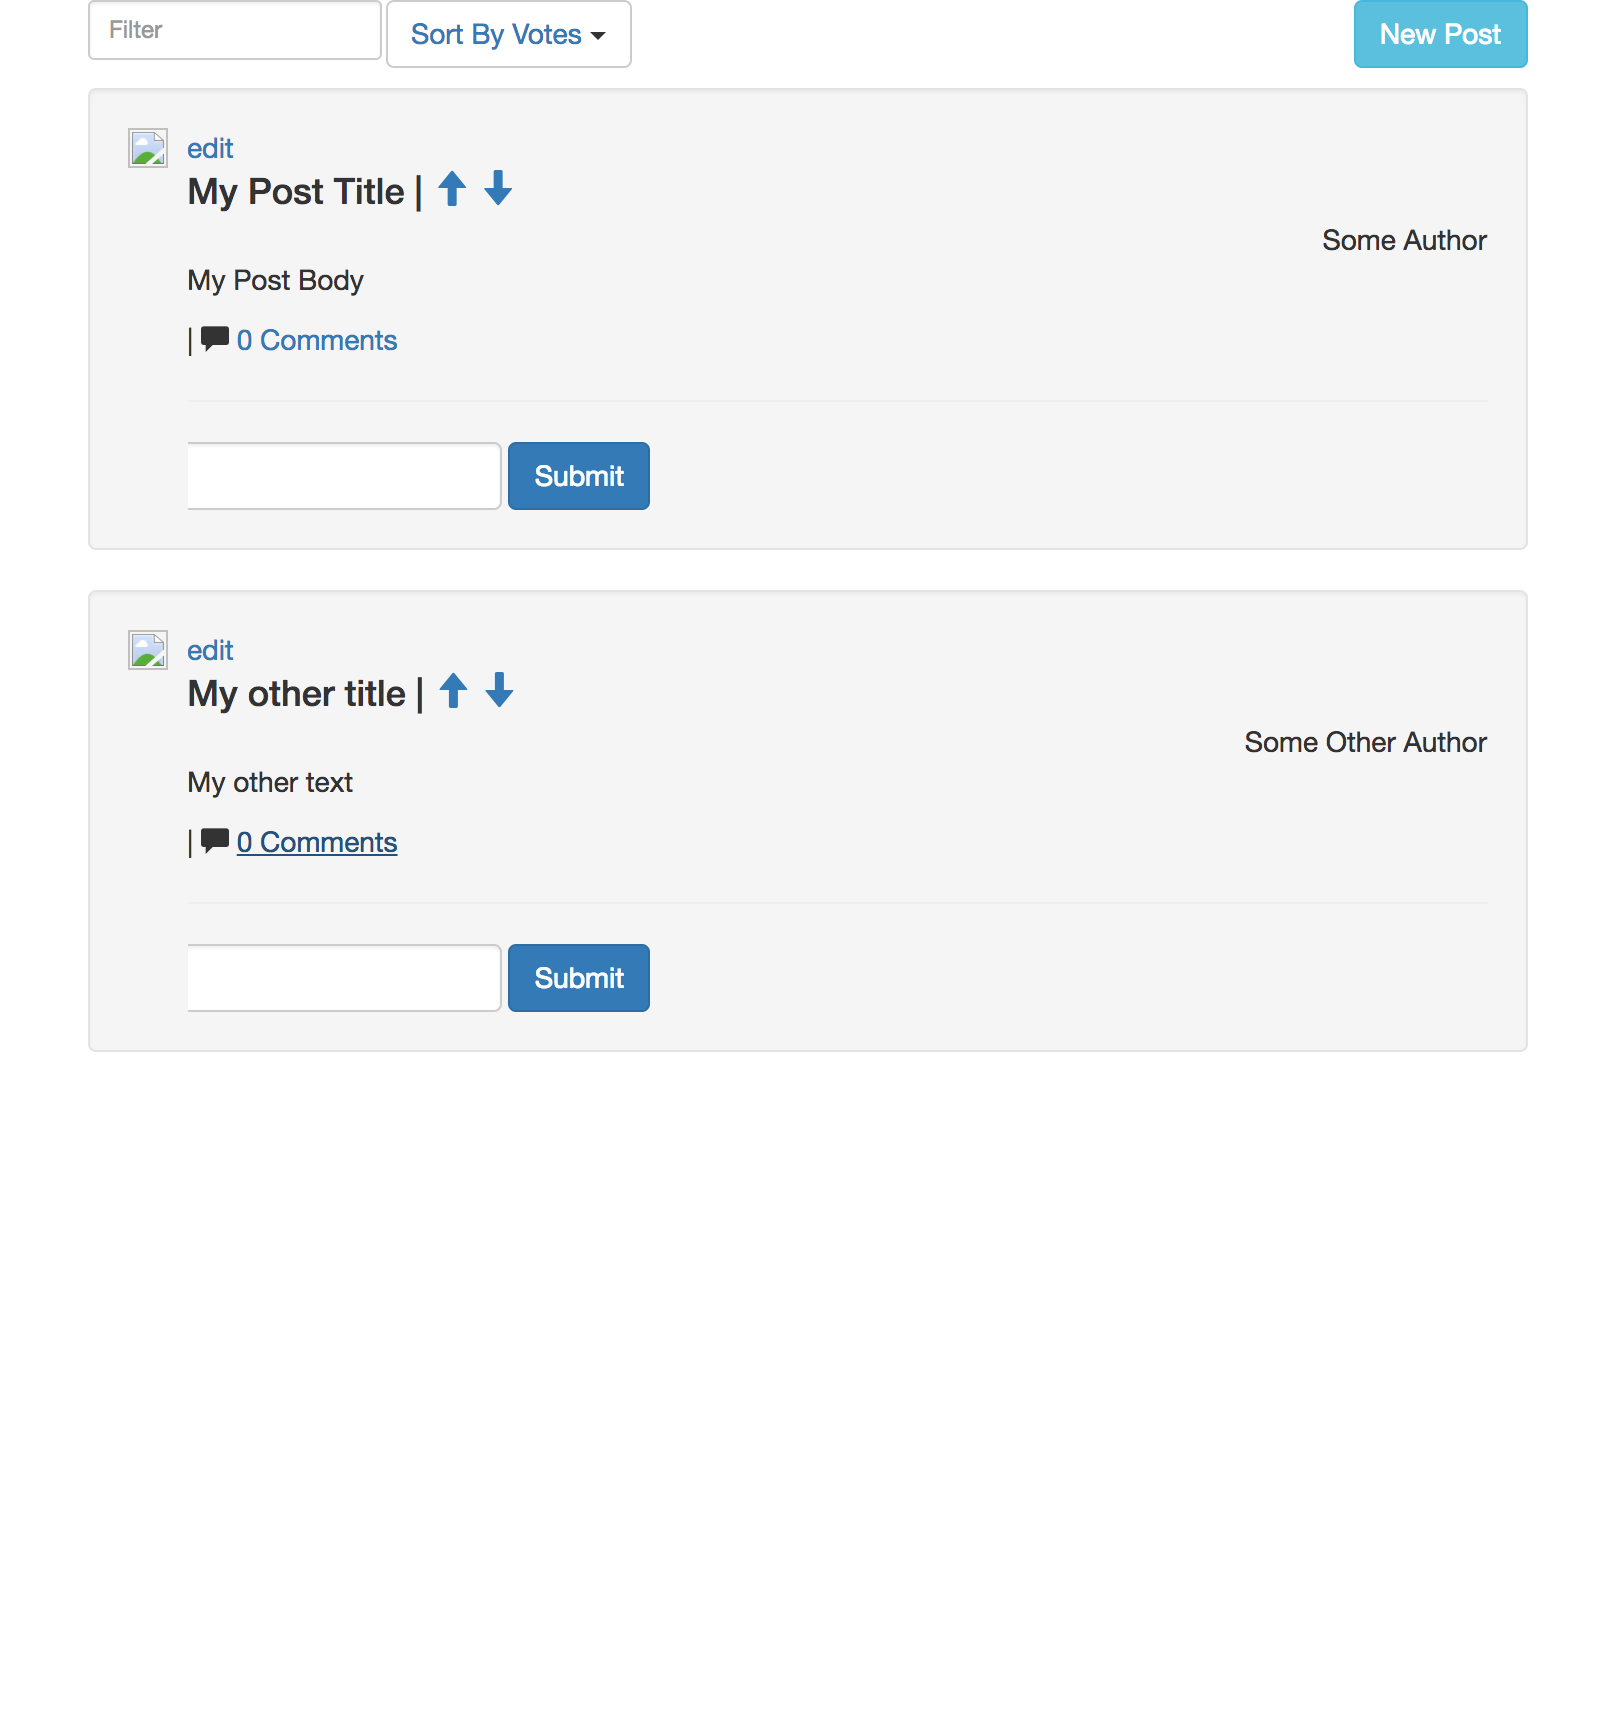 Filter Sort By Votes New Post
edit
My Post Title |
Some Author
My Post Body
| 0 Comments
Submit
edit
My other title |
Some Other Author
My other text
| 0 Comments
Submit